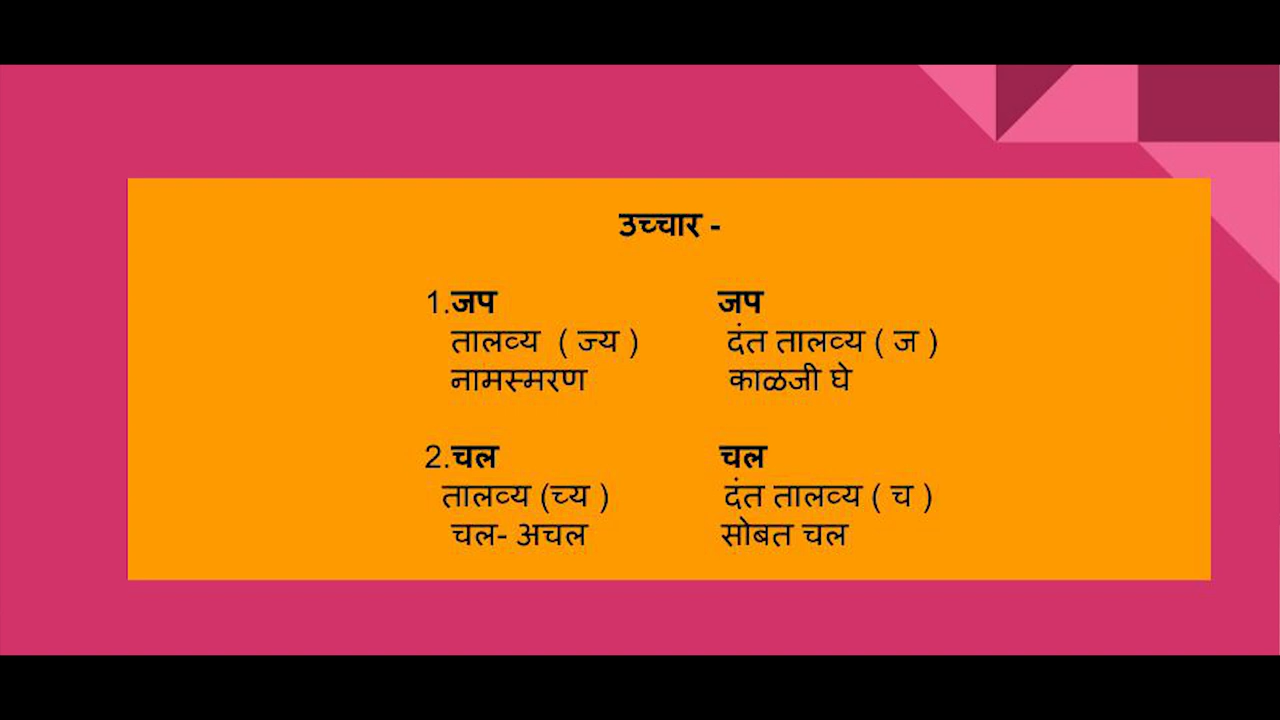 उच्चार -
1.जप जप
तालव्य ( ज्य ) दंत तालव्य ( ज )
नामस्मरण काळजी घे
2.चल चल
तालव्य (च्य ) दंत तालव्य ( च )
चल- अचल सोबत चल